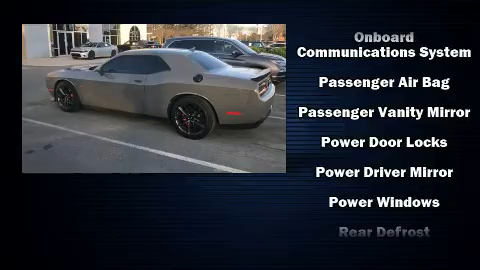 Onboard
Communications System
Passenger Air Bag
Passenger Vanity Mirror
Power Door Locks
Power Driver Mirror
Power Windows
Rear Defrost